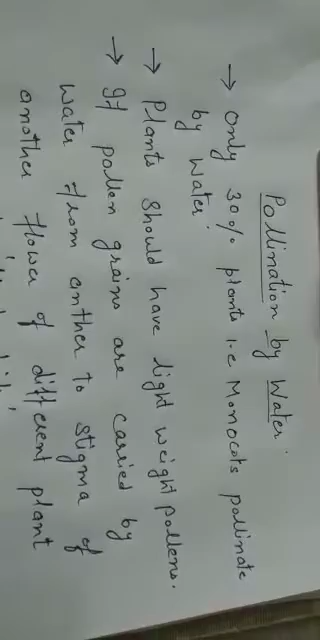 Pollination by Water.
→ Only 30% plants i.e Monocots pollinate
by Water.
→ Plants should have light weight pollens.
→ If pollen grains are carried by
water from anther to stigma of
another flower of different plant